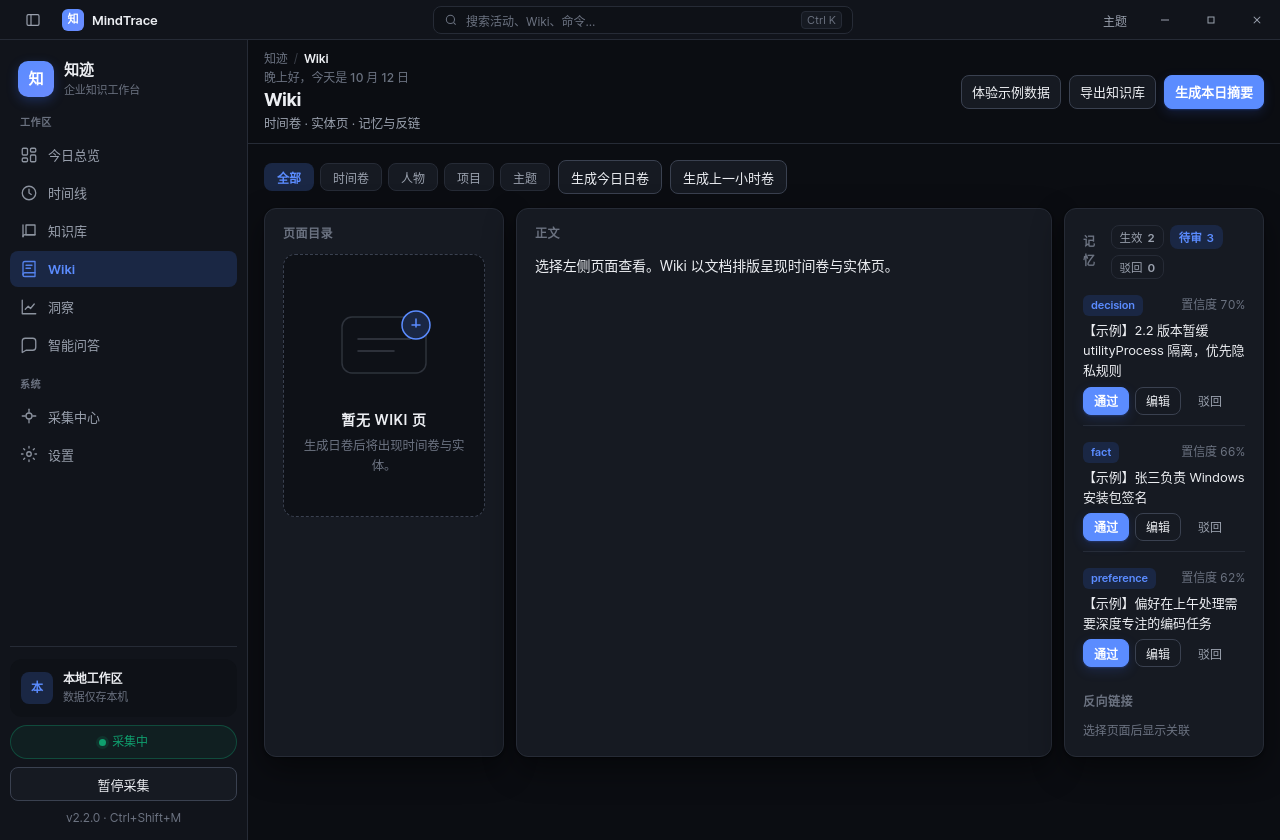 知 MindTrace
搜索活动、Wiki、命令... Ctrl K
主题
知 知迹
企业知识工作台
工作区
今日总览
时间线
知识库
Wiki
洞察
智能问答
系统
采集中心
设置
本 本地工作区
数据仅存本机
采集中
暂停采集
v2.2.0 · Ctrl+Shift+M
知迹 / Wiki
晚上好，今天是 10 月 12 日
Wiki
时间卷 · 实体页 · 记忆与反链
体验示例数据 导出知识库 生成本日摘要
全部 时间卷 人物 项目 主题 生成今日日卷 生成上一小时卷
页面目录
暂无 WIKI 页
生成日卷后将出现时间卷与实
体。
正文
选择左侧页面查看。Wiki 以文档排版呈现时间卷与实体页。
记忆
生效 2 待审 3
驳回 0
decision 置信度 70%
【示例】2.2 版本暂缓
utilityProcess 隔离，优先隐
私规则
通过 编辑 驳回
fact 置信度 66%
【示例】张三负责 Windows
安装包签名
通过 编辑 驳回
preference 置信度 62%
【示例】偏好在上午处理需
要深度专注的编码任务
通过 编辑 驳回
反向链接
选择页面后显示关联